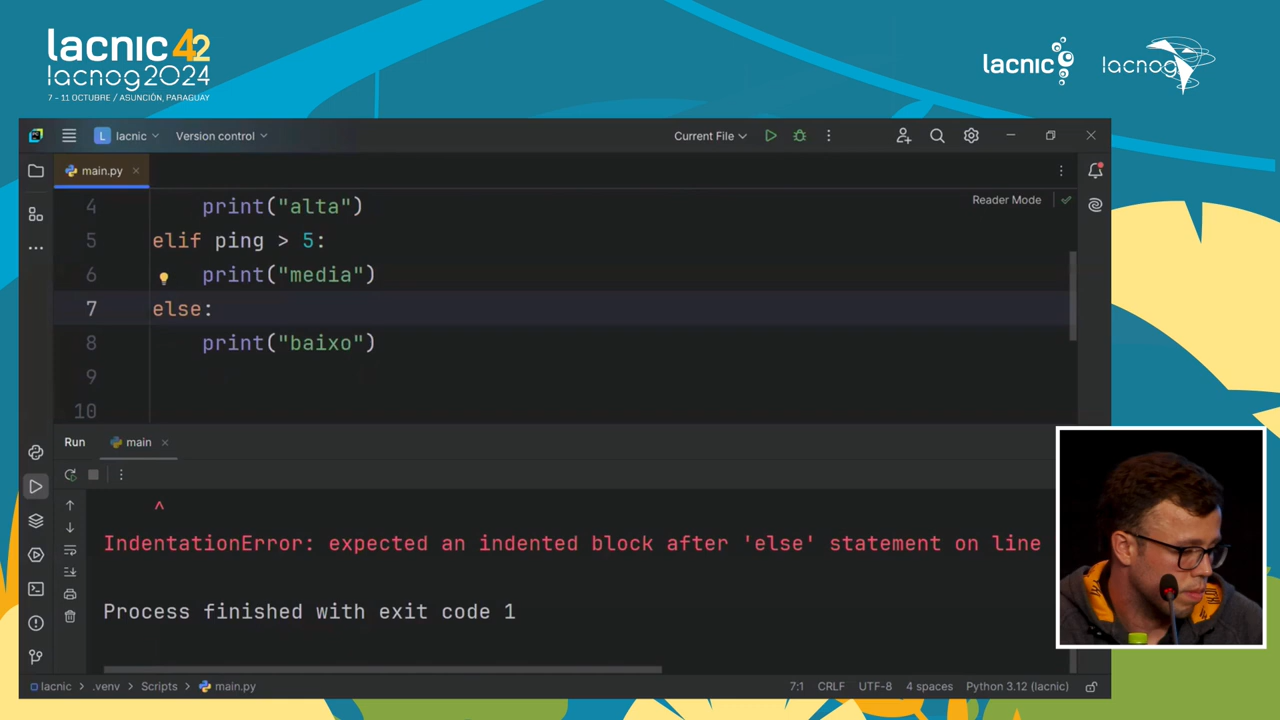 lacnic 42
lacnog2024
7 - 11 OCTUBRE / ASUNCIÓN, PARAGUAY
lacnic
lacnog
L lacnic
Version control
Current File
main.py
Reader Mode
4 print("alta")
5 elif ping > 5:
6 print("media")
7 else:
8 print("baixo")
9
10
Run
main
^
IndentationError: expected an indented block after 'else' statement on line
Process finished with exit code 1
lacnic > .venv > Scripts > main.py
7:1 CRLF UTF-8 4 spaces Python 3.12 (lacnic)